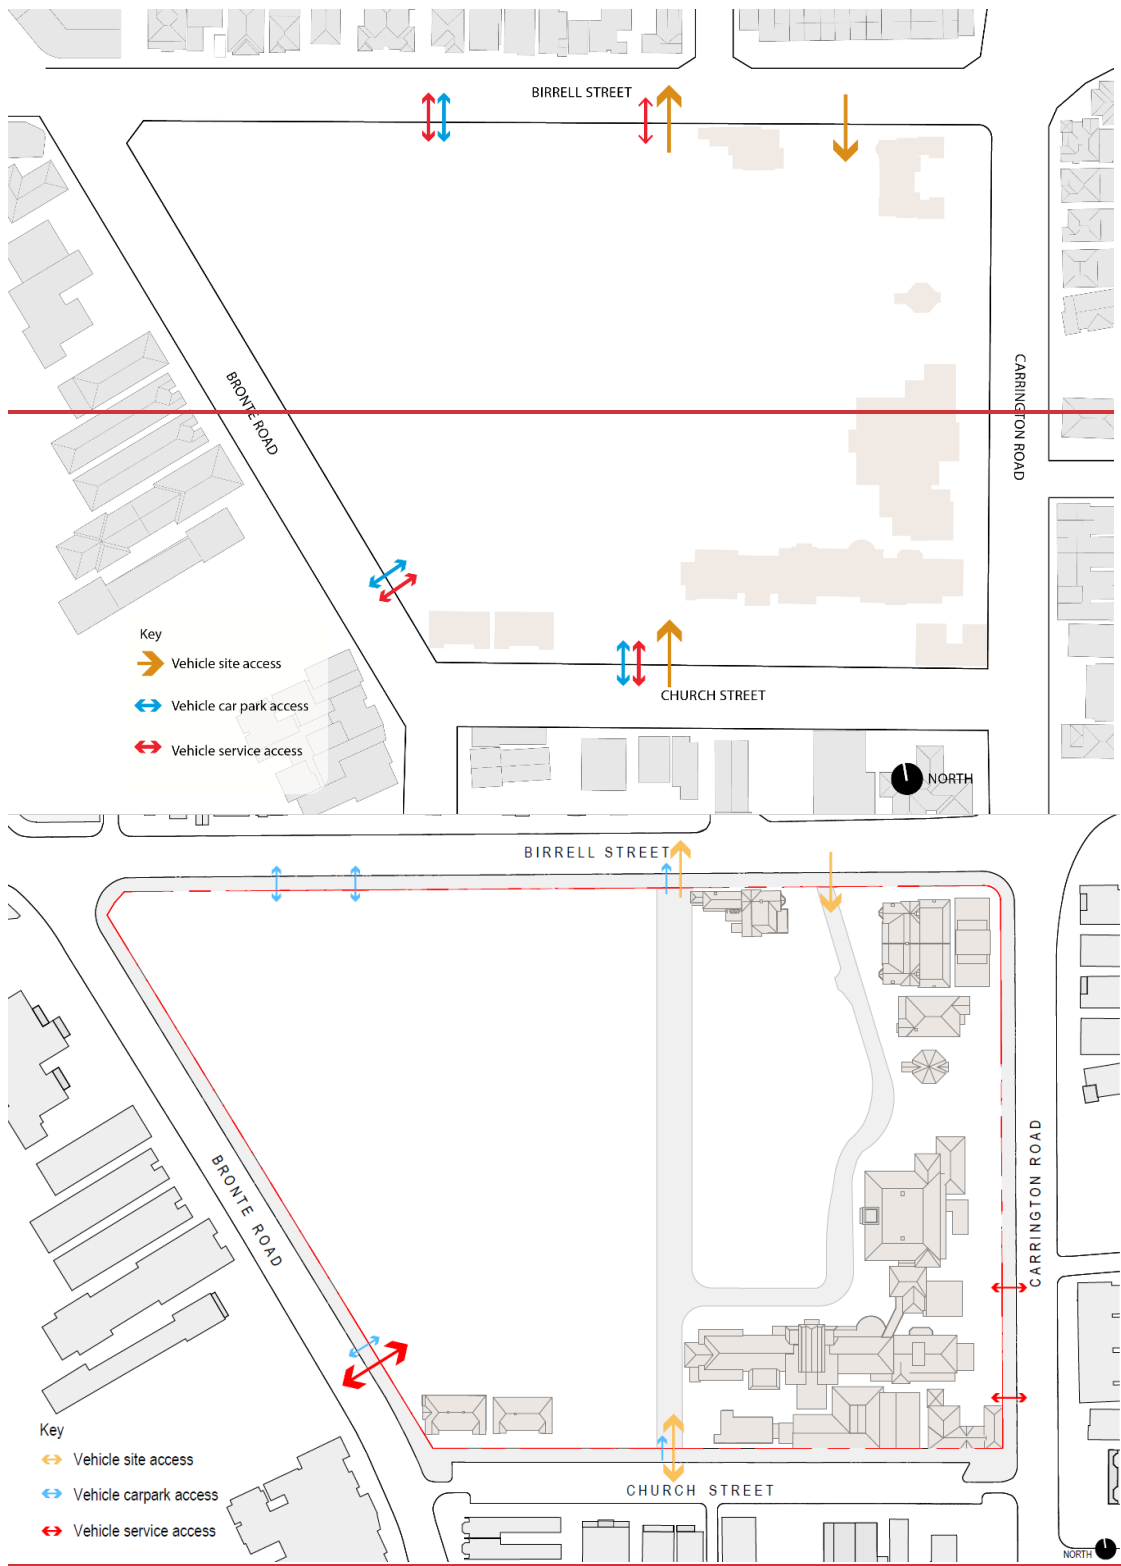 BIRRELL STREET
BRONTE ROAD
CARRINGTON ROAD
Key
Vehicle site access
Vehicle car park access
Vehicle service access
CHURCH STREET
NORTH
BIRRELL STREET
BRONTE ROAD
CARRINGTON ROAD
Key
Vehicle site access
Vehicle carpark access
Vehicle service access
CHURCH STREET
NORTH